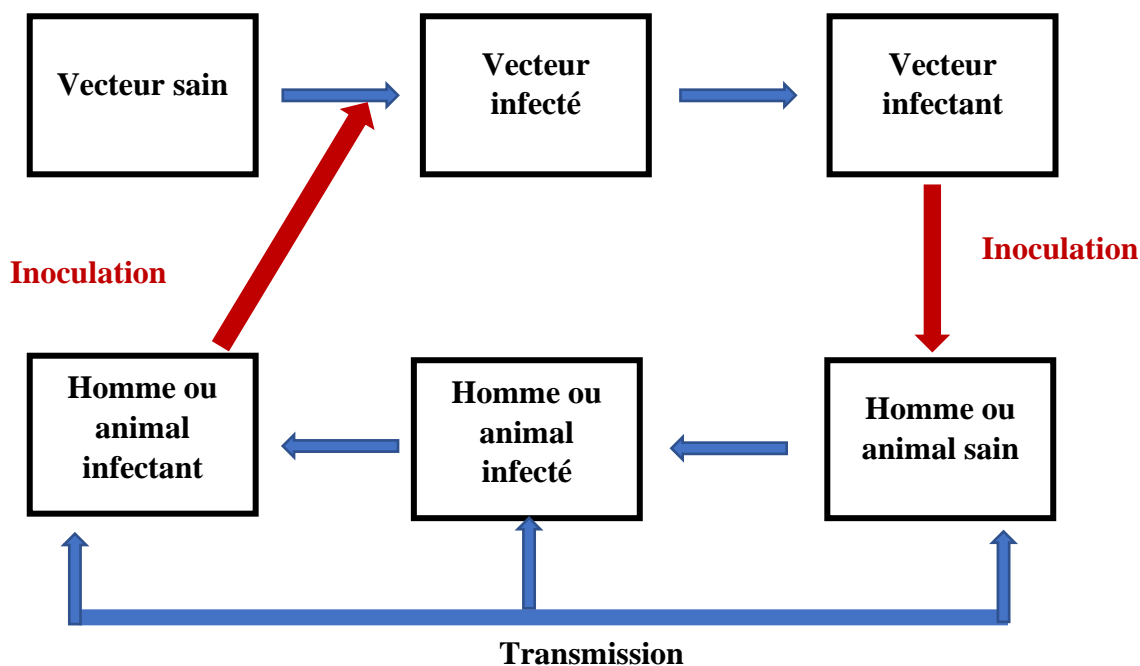 Vecteur sain
Vecteur
infecté
Vecteur
infectant
Inoculation
Inoculation
Homme ou
animal
infectant
Homme ou
animal
infecté
Homme ou
animal sain
Transmission